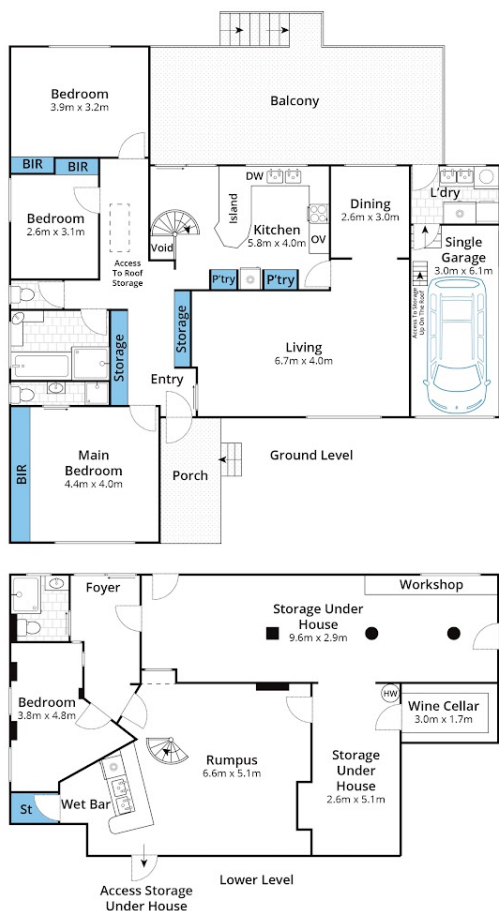 Bedroom
3.9m x 3.2m
Balcony
BIR
BIR
DW
Bedroom
2.6m x 3.1m
Island
Kitchen
5.8m x 4.0m
OV
Dining
2.6m x 3.0m
L'dry
Void
Access
To Roof
Storage
P'try
P'try
Single
Garage
3.0m x 6.1m
Access To Storage
Up On The Roof
Storage
Storage
Living
6.7m x 4.0m
Entry
BIR
Main
Bedroom
4.4m x 4.0m
Porch
Ground Level
Foyer
Workshop
Storage Under
House
9.6m x 2.9m
Bedroom
3.8m x 4.8m
HW
Wine Cellar
3.0m x 1.7m
Rumpus
6.6m x 5.1m
Storage
Under
House
2.6m x 5.1m
St
Wet Bar
Access Storage
Under House
Lower Level